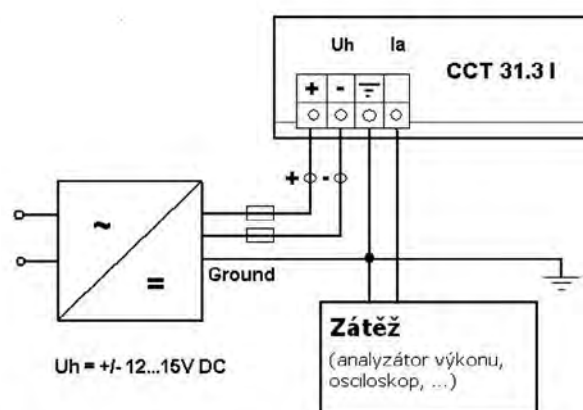 Uh Ia
CCT 31.3 I
+ -
+ -
~
=
Ground
Uh = +/- 12...15V DC
Zátěž
(analyzátor výkonu,
osciloskop, ...)